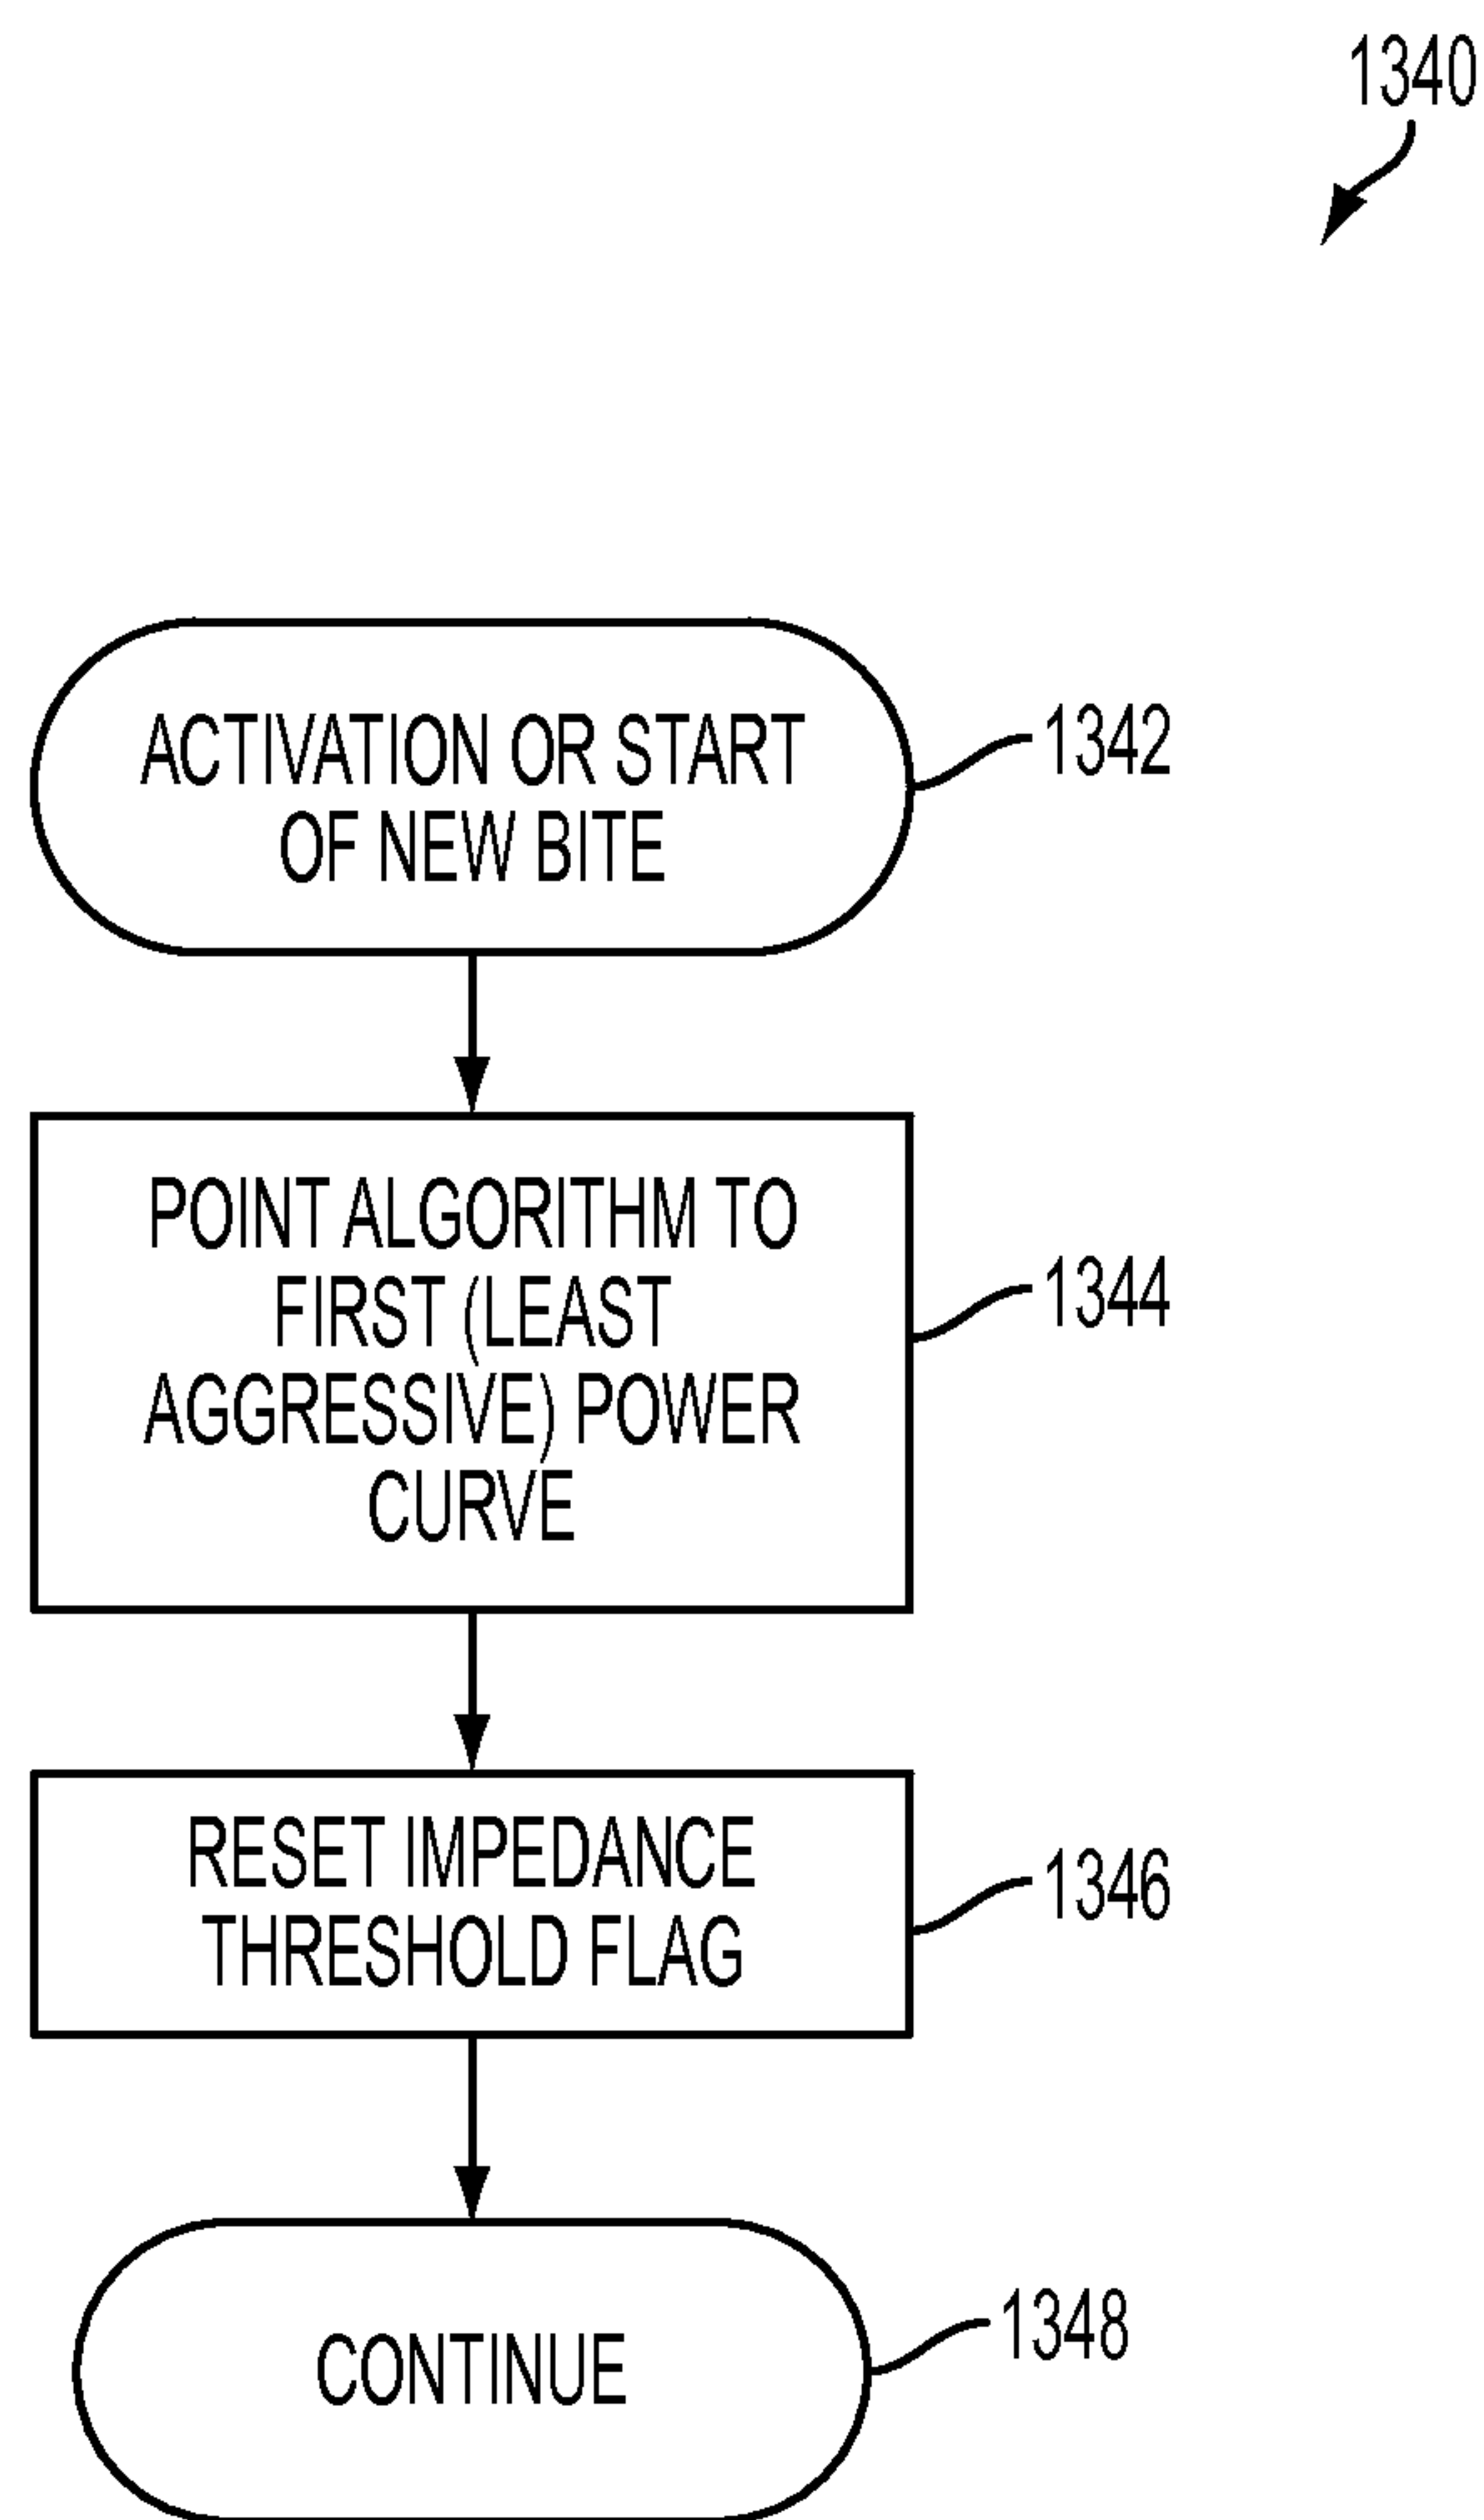 1340
ACTIVATION OR START
OF NEW BITE
1342
POINT ALGORITHM TO
FIRST (LEAST
AGGRESSIVE) POWER
CURVE
1344
RESET IMPEDANCE
THRESHOLD FLAG
1346
CONTINUE
1348